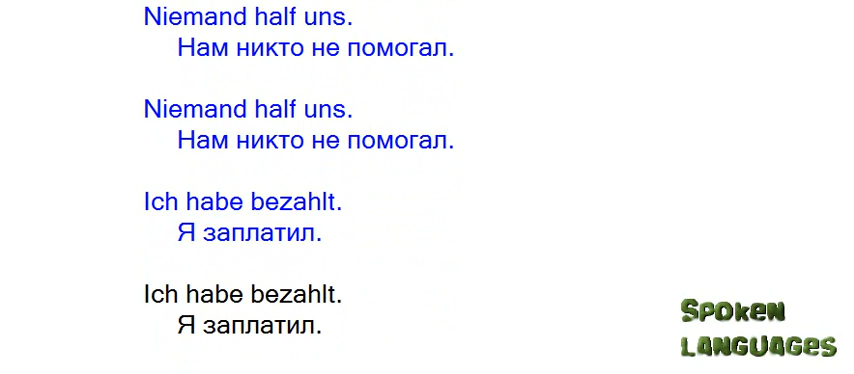 Niemand half uns.
Нам никто не помогал.
Niemand half uns.
Нам никто не помогал.
Ich habe bezahlt.
Я заплатил.
Ich habe bezahlt.
Я заплатил.
SPOKEN
LANGUAGES